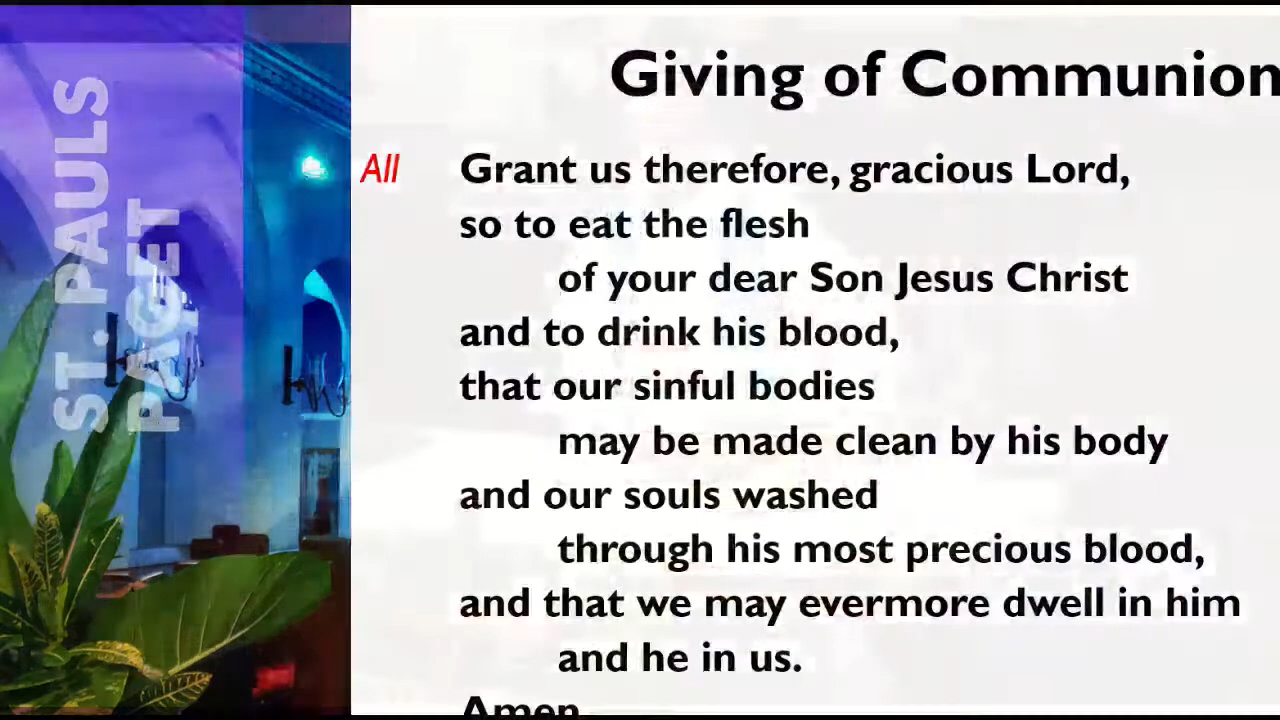 ST. PAULS
PAGET
Giving of Communion
All Grant us therefore, gracious Lord,
so to eat the flesh
of your dear Son Jesus Christ
and to drink his blood,
that our sinful bodies
may be made clean by his body
and our souls washed
through his most precious blood,
and that we may evermore dwell in him
and he in us.
Amen